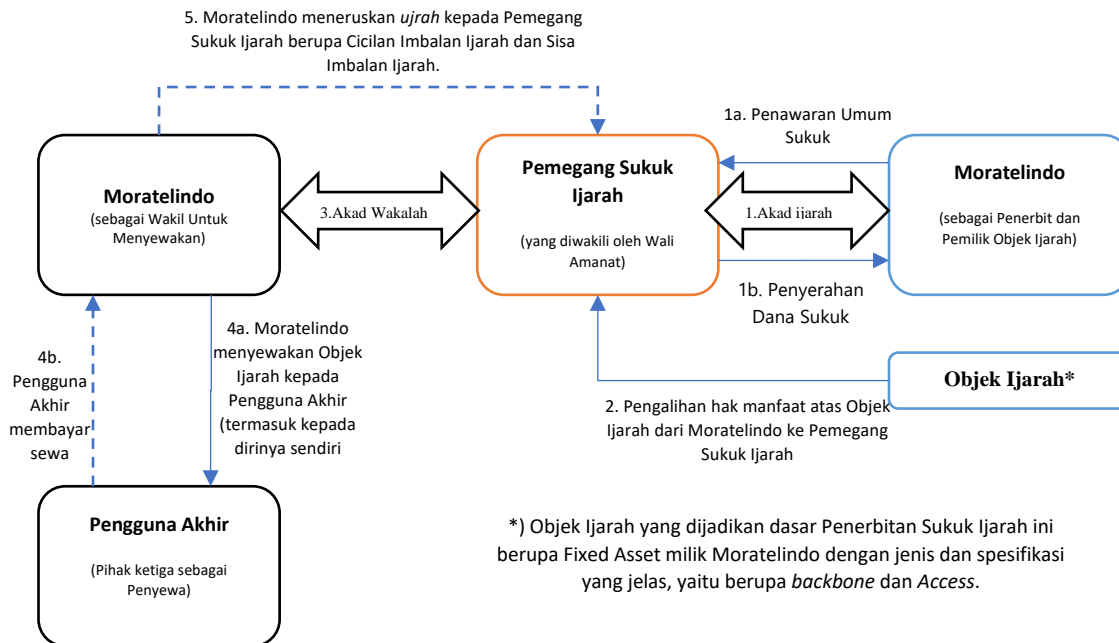 5. Moratelindo meneruskan ujrah kepada Pemegang
Sukuk Ijarah berupa Cicilan Imbalan Ijarah dan Sisa
Imbalan Ijarah.
1a. Penawaran Umum
Sukuk
Moratelindo
(sebagai Wakil Untuk
Menyewakan)
3.Akad Wakalah
Pemegang Sukuk
Ijarah
(yang diwakili oleh Wali
Amanat)
1.Akad ijarah
Moratelindo
(sebagai Penerbit dan
Pemilik Objek Ijarah)
1b. Penyerahan
Dana Sukuk
4b.
Pengguna
Akhir
membayar
sewa
4a. Moratelindo
menyewakan Objek
Ijarah kepada
Pengguna Akhir
(termasuk kepada
dirinya sendiri
Objek Ijarah*
2. Pengalihan hak manfaat atas Objek
Ijarah dari Moratelindo ke Pemegang
Sukuk Ijarah
Pengguna Akhir
(Pihak ketiga sebagai
Penyewa)
*) Objek Ijarah yang dijadikan dasar Penerbitan Sukuk Ijarah ini
berupa Fixed Asset milik Moratelindo dengan jenis dan spesifikasi
yang jelas, yaitu berupa backbone dan Access.